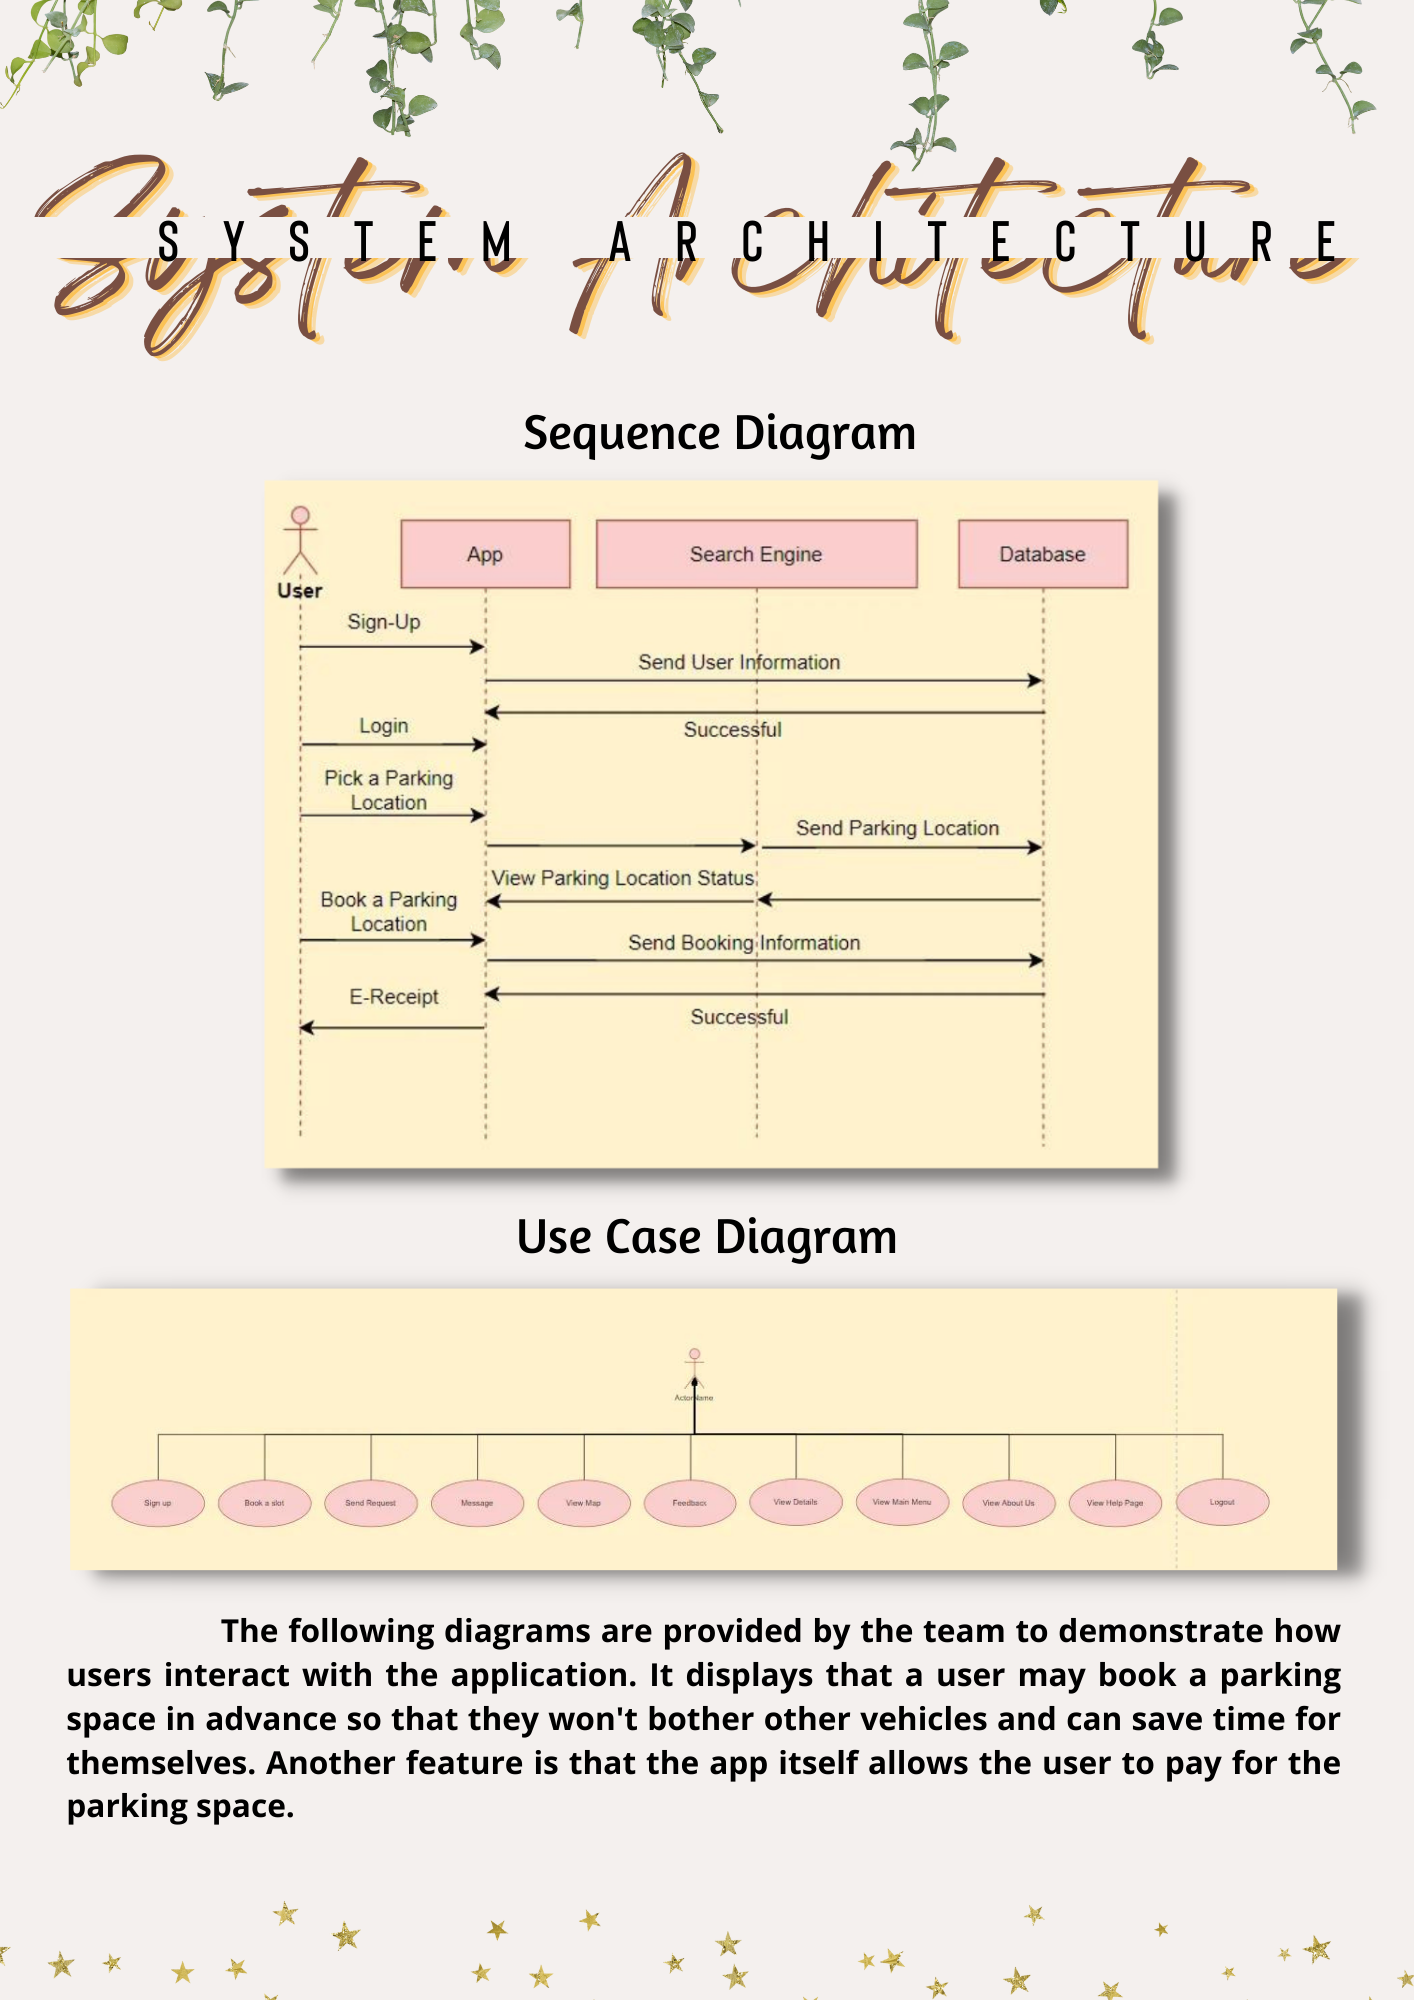 System Architecture
SYSTEM ARCHITECTURE
Sequence Diagram
User
App
Search Engine
Database
Sign-Up
Send User Information
Successful
Login
Pick a Parking
Location
Send Parking Location
View Parking Location Status
Book a Parking
Location
Send Booking Information
E-Receipt
Successful
Use Case Diagram
Actor Name
Sign up
Book a slot
Send Request
Message
View Map
Feedback
View Details
View Main Menu
View About Us
View Help Page
Logout
The following diagrams are provided by the team to demonstrate how
users interact with the application. It displays that a user may book a parking
space in advance so that they won't bother other vehicles and can save time for
themselves. Another feature is that the app itself allows the user to pay for the
parking space.